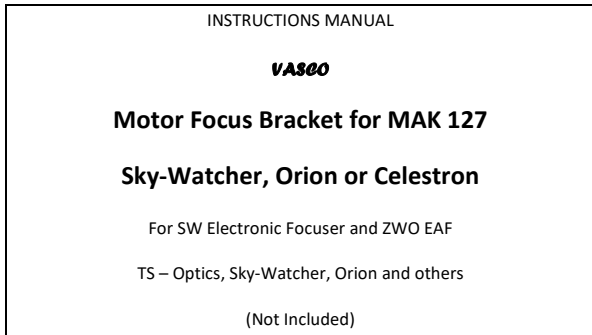 INSTRUCTIONS MANUAL
VASCO
Motor Focus Bracket for MAK 127
Sky-Watcher, Orion or Celestron
For SW Electronic Focuser and ZWO EAF
TS – Optics, Sky-Watcher, Orion and others
(Not Included)